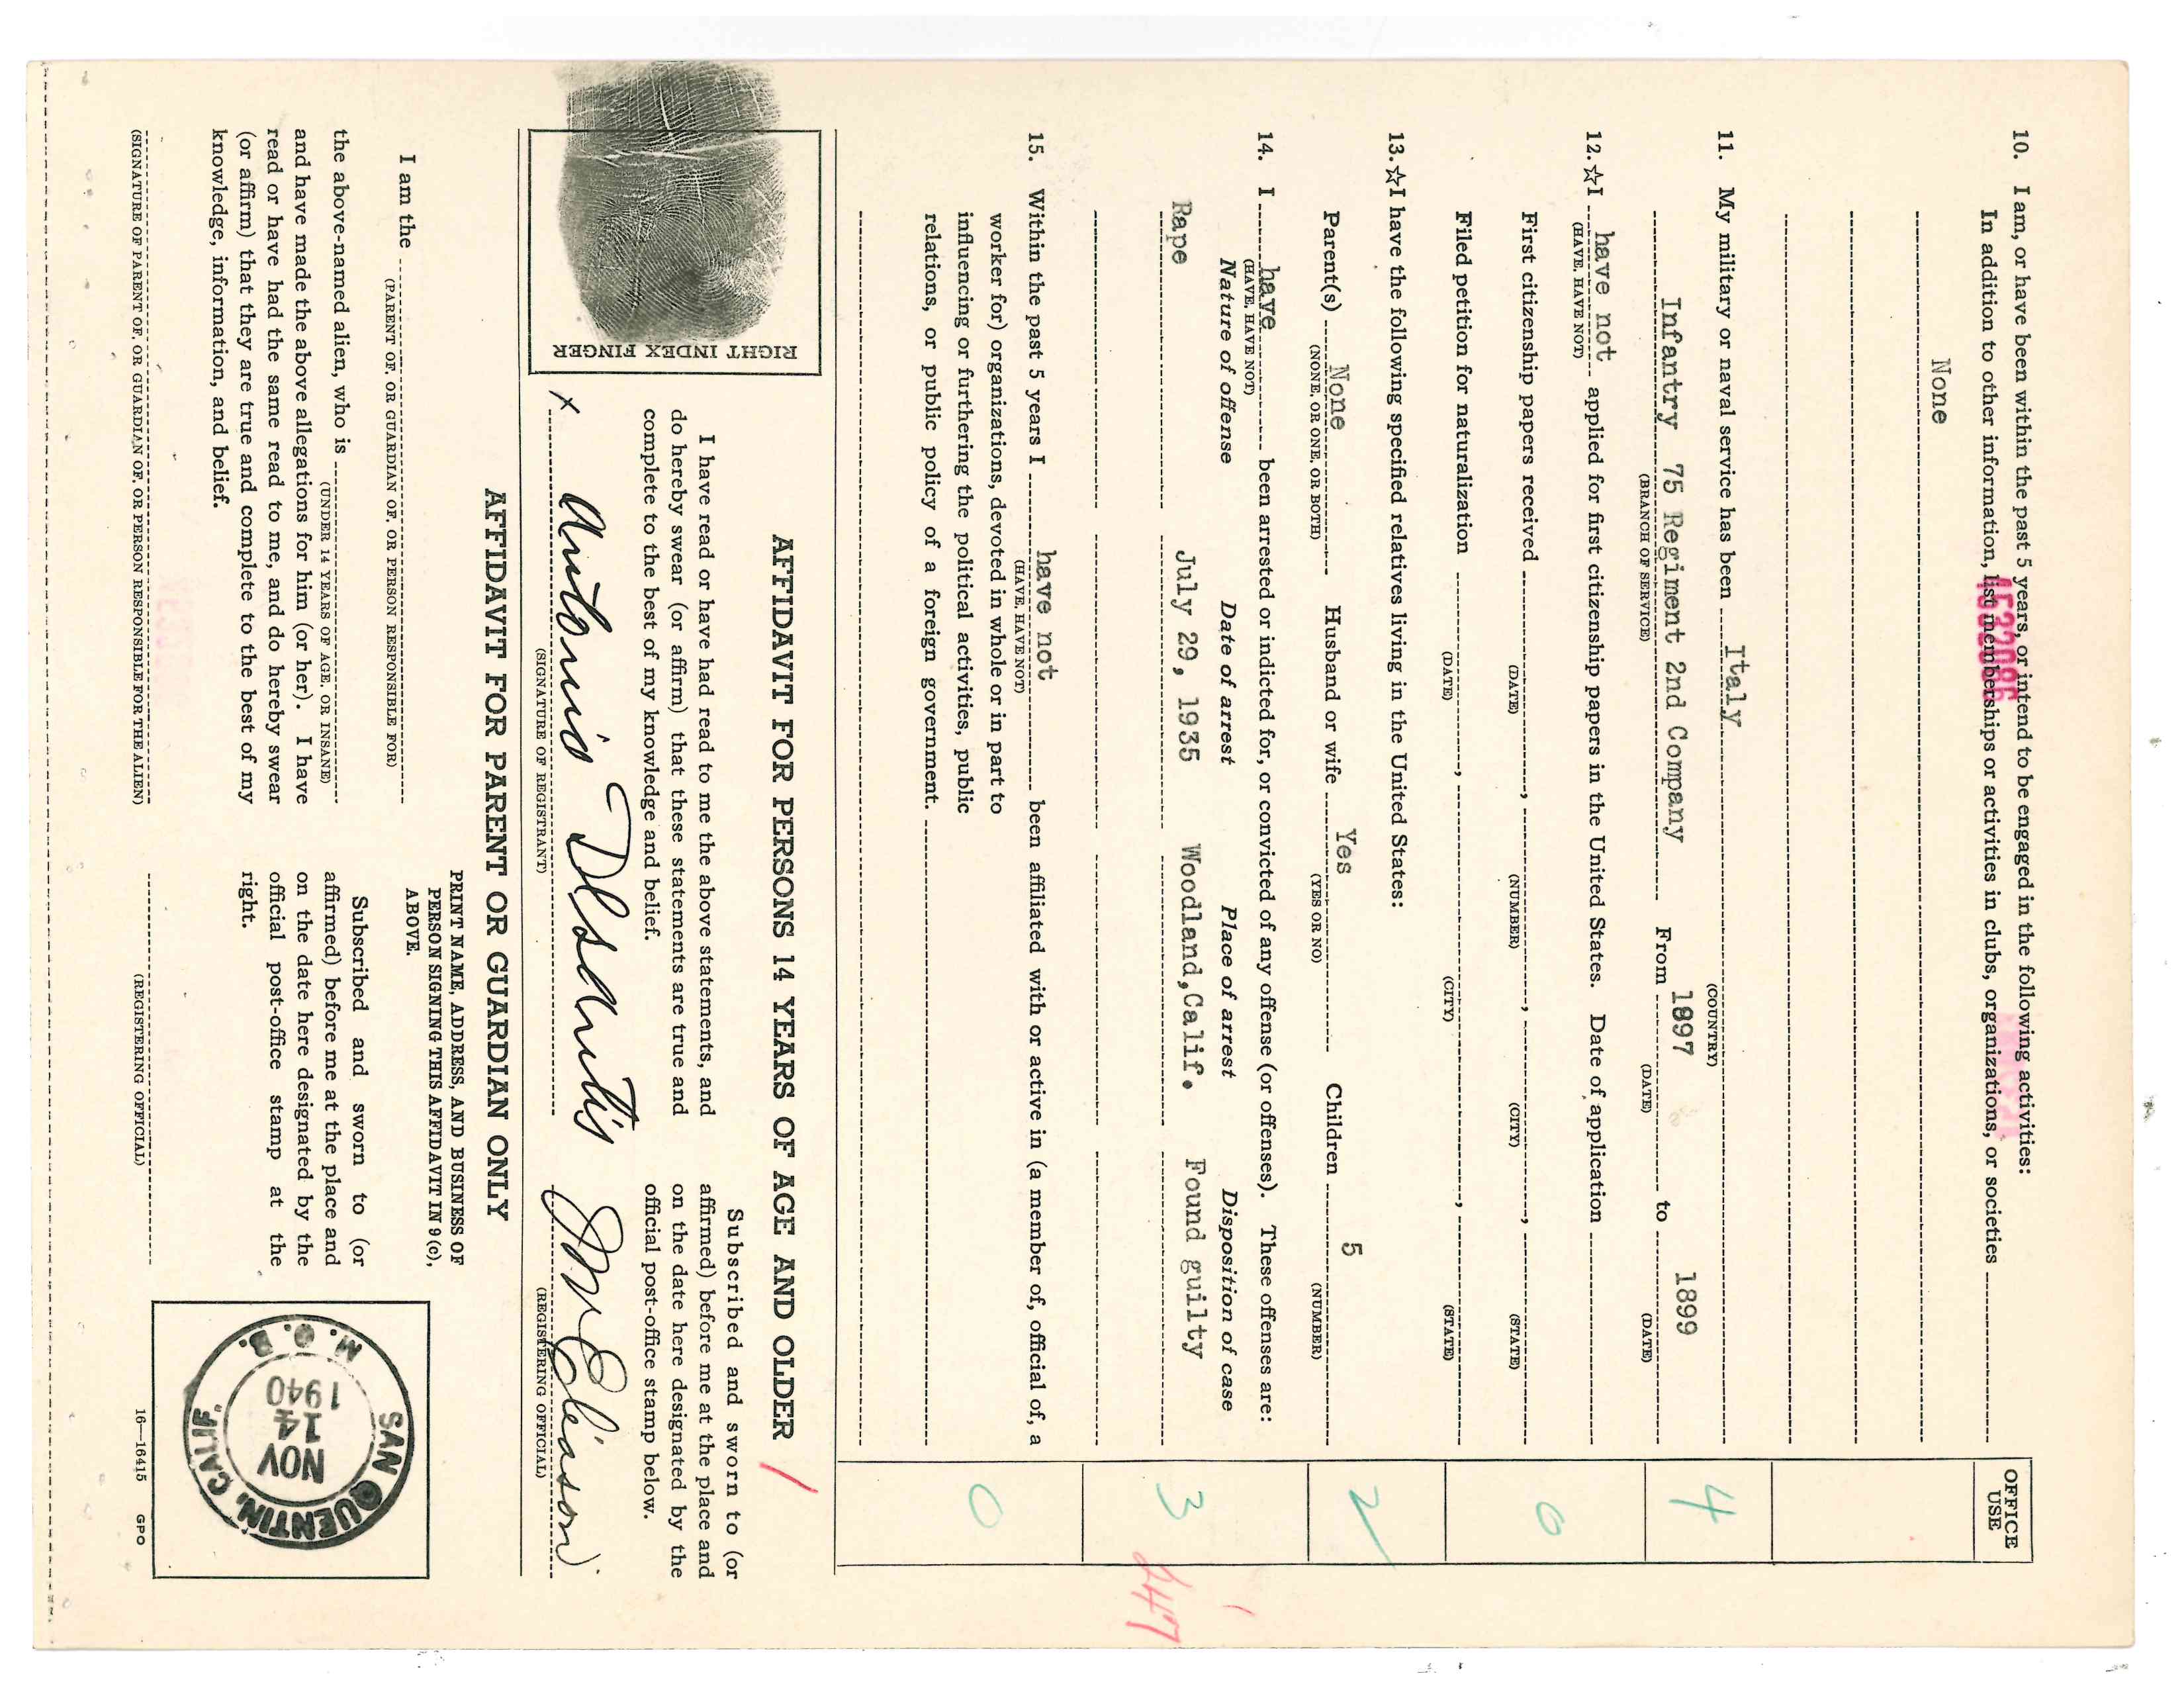 10. I am, or have been within the past 5 years, or intend to be engaged in the following activities:
In addition to other information, list memberships or activities in clubs, organizations, or societies
4532086
OFFICE
USE
None
11. My military or naval service has been Italy
(COUNTRY)
4
Infantry 75 Regiment 2nd Company From 1897 to 1899
(BRANCH OF SERVICE) (DATE) (DATE)
12. ☆I have not applied for first citizenship papers in the United States. Date of application
(HAVE, HAVE NOT)
0
First citizenship papers received , , ,
(DATE) (NUMBER) (CITY) (STATE)
Filed petition for naturalization , ,
(DATE) (CITY) (STATE)
13. ☆I have the following specified relatives living in the United States:
2
Parent(s) None Husband or wife Yes Children 5
(NONE, OR ONE, OR BOTH) (YES OR NO) (NUMBER)
14. I have been arrested or indicted for, or convicted of any offense (or offenses). These offenses are:
(HAVE, HAVE NOT)
Nature of offense Date of arrest Place of arrest Disposition of case
Rape July 29, 1935 Woodland,Calif. Found guilty
3
15. Within the past 5 years I have not been affiliated with or active in (a member of, official of, a
(HAVE, HAVE NOT)
worker for) organizations, devoted in whole or in part to
0
influencing or furthering the political activities, public
relations, or public policy of a foreign government.
RIGHT INDEX FINGER
AFFIDAVIT FOR PERSONS 14 YEARS OF AGE AND OLDER
I have read or have had read to me the above statements, and
do hereby swear (or affirm) that these statements are true and
complete to the best of my knowledge and belief.
x Antonio Desantis
(SIGNATURE OF REGISTRANT)
Subscribed and sworn to (or
affirmed) before me at the place and
on the date here designated by the
official post-office stamp below.
JM Eliason
(REGISTERING OFFICIAL)
AFFIDAVIT FOR PARENT OR GUARDIAN ONLY
I am the
(PARENT OF, OR GUARDIAN OF, OR PERSON RESPONSIBLE FOR)
the above-named alien, who is
(UNDER 14 YEARS OF AGE, OR INSANE)
and have made the above allegations for him (or her). I have
read or have had the same read to me, and do hereby swear
(or affirm) that they are true and complete to the best of my
knowledge, information, and belief.
(SIGNATURE OF PARENT OF, OR GUARDIAN OF, OR PERSON RESPONSIBLE FOR THE ALIEN)
PRINT NAME, ADDRESS, AND BUSINESS OF
PERSON SIGNING THIS AFFIDAVIT IN 9 (c),
ABOVE.
Subscribed and sworn to (or
affirmed) before me at the place and
on the date here designated by the
official post-office stamp at the
right.
(REGISTERING OFFICIAL)
SAN QUENTIN, CALIF.
M. O. B.
NOV
14
1940
16—16415 GPO